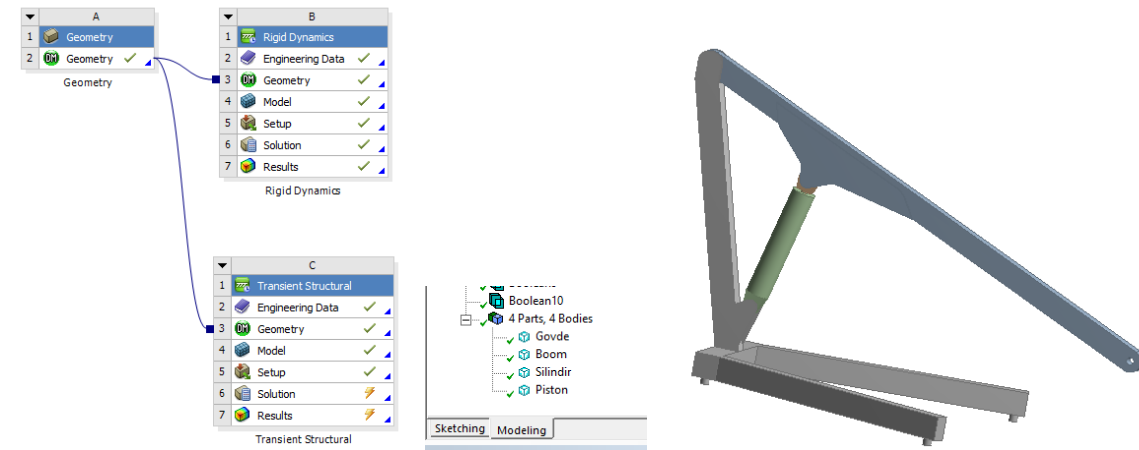 A
1 Geometry
2 Geometry
Geometry
B
1 Rigid Dynamics
2 Engineering Data
3 Geometry
4 Model
5 Setup
6 Solution
7 Results
Rigid Dynamics
C
1 Transient Structural
2 Engineering Data
3 Geometry
4 Model
5 Setup
6 Solution
7 Results
Transient Structural
Boolean10
4 Parts, 4 Bodies
Govde
Boom
Silindir
Piston
Sketching Modeling